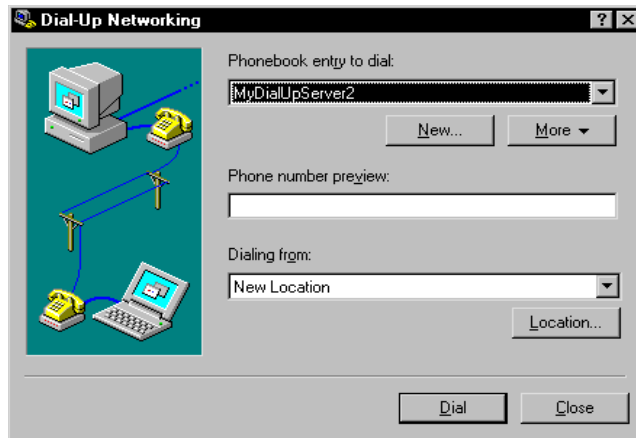 Dial-Up Networking
Phonebook entry to dial:
MyDialUpServer2
New...
More
Phone number preview:
Dialing from:
New Location
Location...
Dial
Close